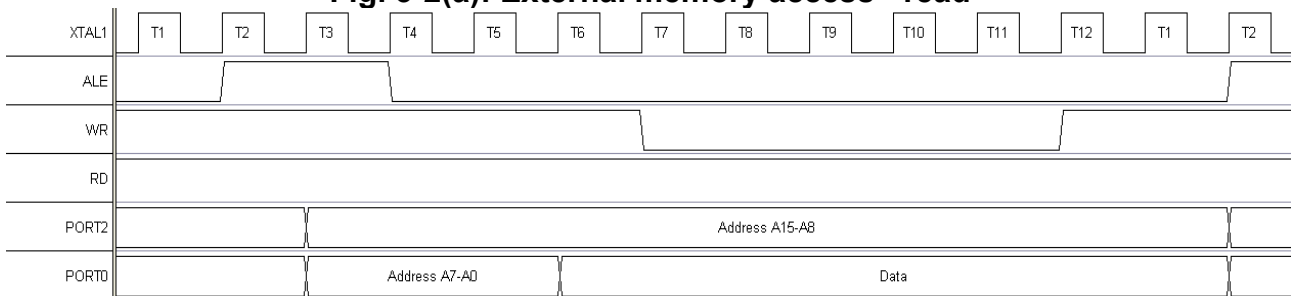 Fig. 6-2(a): External memory access - read
XTAL1 T1 T2 T3 T4 T5 T6 T7 T8 T9 T10 T11 T12 T1 T2
ALE
WR
RD
PORT2 Address A15-A8
PORT0 Address A7-A0 Data